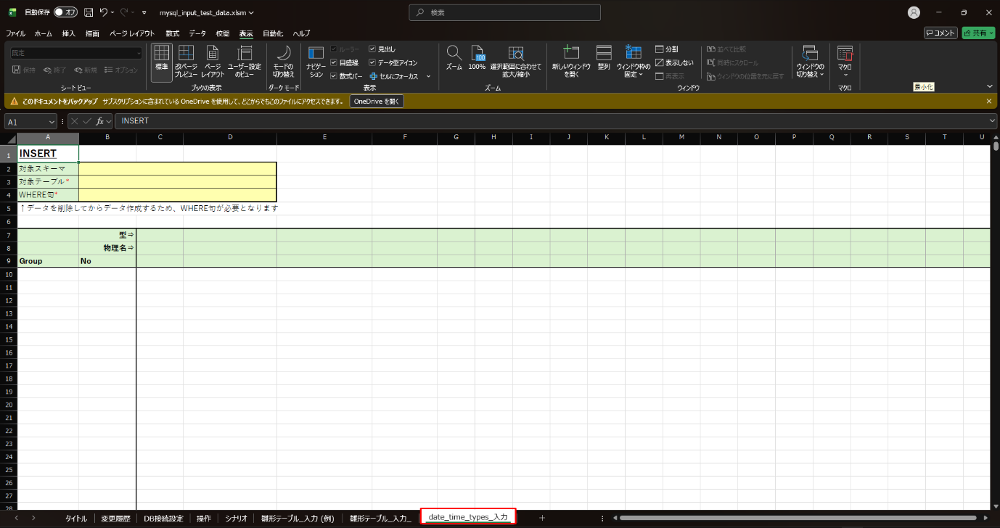 自動保存 オフ mysql_input_test_data.xlsm 検索
ファイル ホーム 挿入 描画 ページ レイアウト 数式 データ 校閲 表示 自動化 ヘルプ コメント 共有
既定
保持 終了 新規 オプション
シート ビュー
標準 改ページ プレビュー ページ レイアウト ユーザー設定 のビュー
ブックの表示
モードの 切り替え
ダーク モード
ナビゲーション
ルーラー 見出し
目盛線 データ型アイコン
数式バー セルにフォーカス
表示
ズーム 100% 100 選択範囲に合わせて 拡大/縮小
ズーム
新しいウィンドウ を開く 整列 ウィンドウ枠の 固定
分割 並べて比較
表示しない 同時にスクロール
再表示 ウィンドウの位置を元に戻す
ウィンドウの 切り替え
ウィンドウ
マクロ
マクロ
最小化
このドキュメントをバックアップ サブスクリプションに含まれている OneDrive を使用して、どこからでもこのファイルにアクセスできます。 OneDrive を開く
A1 fx INSERT
A B C D E F G H I J K L M N O P Q R S T U
1 INSERT
2 対象スキーマ
3 対象テーブル*
4 WHERE句*
5 ↑データを削除してからデータ作成するため、WHERE句が必要となります
6
7 型⇒
8 物理名⇒
9 Group No
10
11
12
13
14
15
16
17
18
19
20
21
22
23
24
25
26
27
28
タイトル 変更履歴 DB接続設定 操作 シナリオ 雛形テーブル_入力 (例) 雛形テーブル_入力_ date_time_types_入力